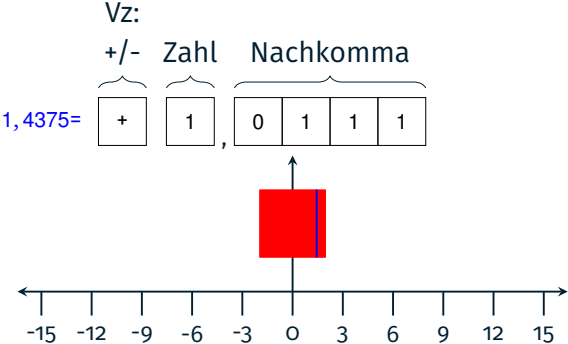 Vz:
+/- Zahl Nachkomma
1,4375= + 1 , 0 1 1 1
-15 -12 -9 -6 -3 0 3 6 9 12 15